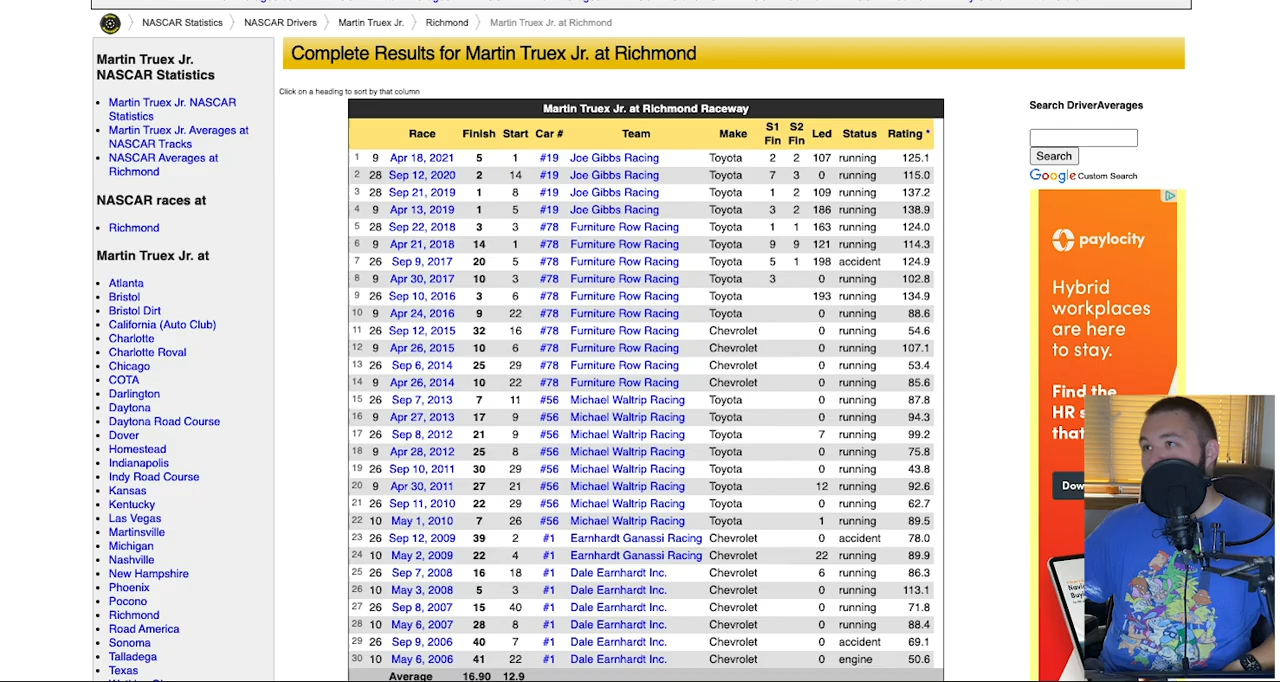 NASCAR Statistics NASCAR Drivers Martin Truex Jr. Richmond Martin Truex Jr. at Richmond
Martin Truex Jr.
NASCAR Statistics
Martin Truex Jr. NASCAR
Statistics
Martin Truex Jr. Averages at
NASCAR Tracks
NASCAR Averages at
Richmond
NASCAR races at
Richmond
Martin Truex Jr. at
Atlanta
Bristol
Bristol Dirt
California (Auto Club)
Charlotte
Charlotte Roval
Chicago
COTA
Darlington
Daytona
Daytona Road Course
Dover
Homestead
Indianapolis
Indy Road Course
Kansas
Kentucky
Las Vegas
Martinsville
Michigan
Nashville
New Hampshire
Phoenix
Pocono
Richmond
Road America
Sonoma
Talladega
Texas
Complete Results for Martin Truex Jr. at Richmond
Click on a heading to sort by that column
Martin Truex Jr. at Richmond Raceway
Race Finish Start Car # Team Make S1 Fin S2 Fin Led Status Rating *
1 9 Apr 18, 2021 5 1 #19 Joe Gibbs Racing Toyota 2 2 107 running 125.1
2 28 Sep 12, 2020 2 14 #19 Joe Gibbs Racing Toyota 7 3 0 running 115.0
3 28 Sep 21, 2019 1 8 #19 Joe Gibbs Racing Toyota 1 2 109 running 137.2
4 9 Apr 13, 2019 1 5 #19 Joe Gibbs Racing Toyota 3 2 186 running 138.9
5 28 Sep 22, 2018 3 3 #78 Furniture Row Racing Toyota 1 1 163 running 124.0
6 9 Apr 21, 2018 14 1 #78 Furniture Row Racing Toyota 9 9 121 running 114.3
7 26 Sep 9, 2017 20 5 #78 Furniture Row Racing Toyota 5 1 198 accident 124.9
8 9 Apr 30, 2017 10 3 #78 Furniture Row Racing Toyota 3 0 running 102.8
9 26 Sep 10, 2016 3 6 #78 Furniture Row Racing Toyota 193 running 134.9
10 9 Apr 24, 2016 9 22 #78 Furniture Row Racing Toyota 0 running 88.6
11 26 Sep 12, 2015 32 16 #78 Furniture Row Racing Chevrolet 0 running 54.6
12 9 Apr 26, 2015 10 6 #78 Furniture Row Racing Chevrolet 0 running 107.1
13 26 Sep 6, 2014 25 29 #78 Furniture Row Racing Chevrolet 0 running 53.4
14 9 Apr 26, 2014 10 22 #78 Furniture Row Racing Chevrolet 0 running 85.6
15 26 Sep 7, 2013 7 11 #56 Michael Waltrip Racing Toyota 0 running 87.8
16 9 Apr 27, 2013 17 9 #56 Michael Waltrip Racing Toyota 0 running 94.3
17 26 Sep 8, 2012 21 9 #56 Michael Waltrip Racing Toyota 7 running 99.2
18 9 Apr 28, 2012 25 8 #56 Michael Waltrip Racing Toyota 0 running 75.8
19 26 Sep 10, 2011 30 29 #56 Michael Waltrip Racing Toyota 0 running 43.8
20 9 Apr 30, 2011 27 21 #56 Michael Waltrip Racing Toyota 12 running 92.6
21 26 Sep 11, 2010 22 29 #56 Michael Waltrip Racing Toyota 0 running 62.7
22 10 May 1, 2010 7 26 #56 Michael Waltrip Racing Toyota 1 running 89.5
23 26 Sep 12, 2009 39 2 #1 Earnhardt Ganassi Racing Chevrolet 0 accident 78.0
24 10 May 2, 2009 22 4 #1 Earnhardt Ganassi Racing Chevrolet 22 running 89.9
25 26 Sep 7, 2008 16 18 #1 Dale Earnhardt Inc. Chevrolet 6 running 86.3
26 10 May 3, 2008 5 3 #1 Dale Earnhardt Inc. Chevrolet 0 running 113.1
27 26 Sep 8, 2007 15 40 #1 Dale Earnhardt Inc. Chevrolet 0 running 71.8
28 10 May 6, 2007 28 8 #1 Dale Earnhardt Inc. Chevrolet 0 running 88.4
29 26 Sep 9, 2006 40 7 #1 Dale Earnhardt Inc. Chevrolet 0 accident 69.1
30 10 May 6, 2006 41 22 #1 Dale Earnhardt Inc. Chevrolet 0 engine 50.6
Average 16.90 12.9
Search DriverAverages
Search
Google Custom Search
paylocity
Hybrid
workplaces
are here
to stay.
Find the
HR
that